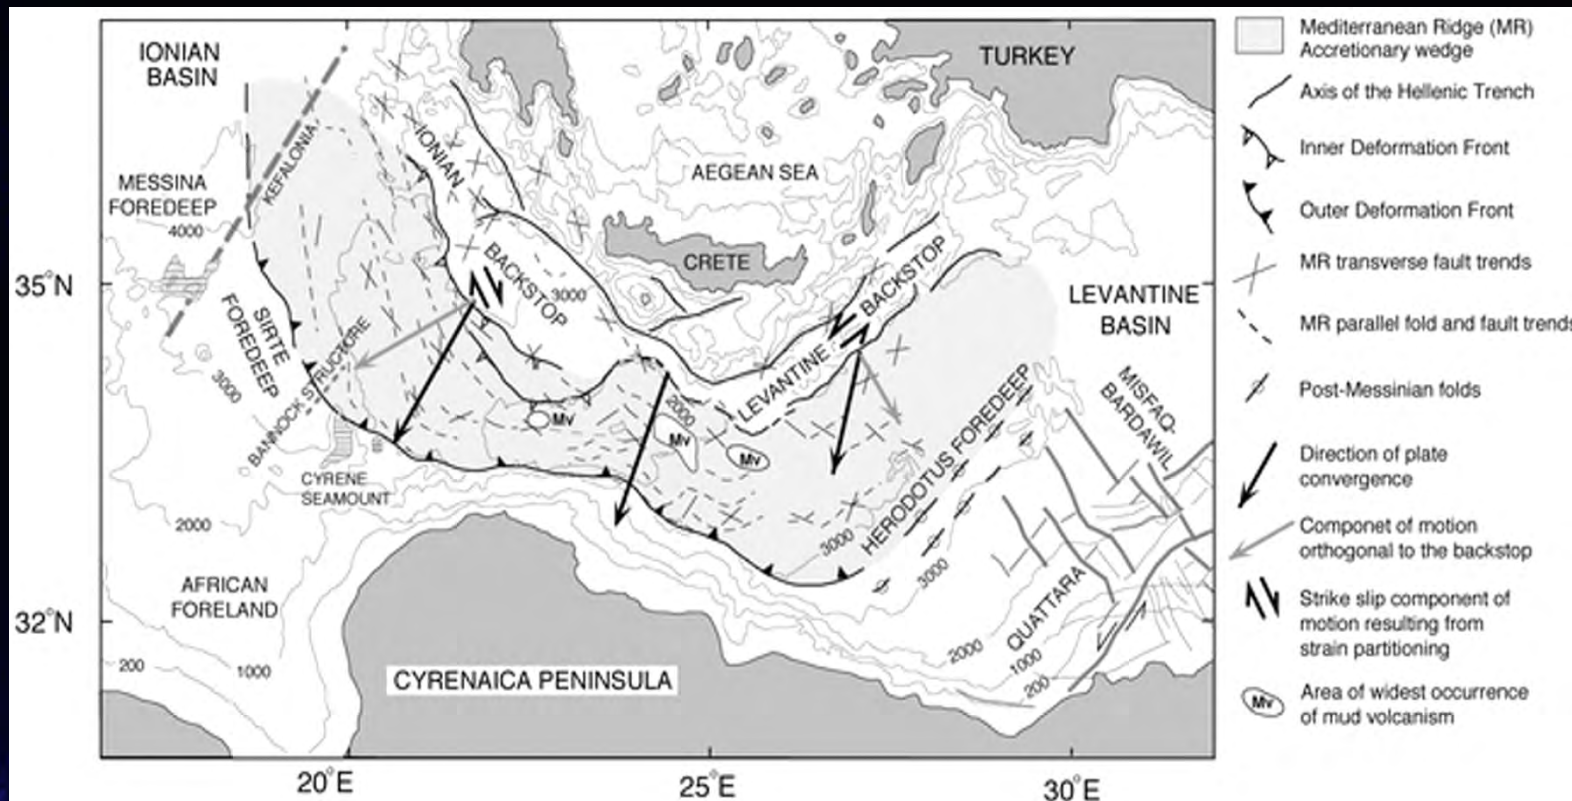 IONIAN
BASIN
TURKEY
KEFALONIA
IONIAN
AEGEAN SEA
MESSINA
FOREDEEP
4000
BACKSTOP
3000
CRETE
BACKSTOP
35°N
LEVANTINE
BASIN
SIRTE
FOREDEEP
3000
BANNOCK STRUCTURE
LEVANTINE
2000
Mv
Mv
Mv
MISFAQ-
BARDAWIL
HERODOTUS FOREDEEP
CYRENE
SEAMOUNT
2000
3000
3000
AFRICAN
FORELAND
32°N
QUATTARA
2000
1000
200
200
1000
CYRENAICA PENINSULA
20°E
25°E
30°E
Mediterranean Ridge (MR)
Accretionary wedge
Axis of the Hellenic Trench
Inner Deformation Front
Outer Deformation Front
MR transverse fault trends
MR parallel fold and fault trends
Post-Messinian folds
Direction of plate
convergence
Componet of motion
orthogonal to the backstop
Strike slip component of
motion resulting from
strain partitioning
Mv
Area of widest occurrence
of mud volcanism